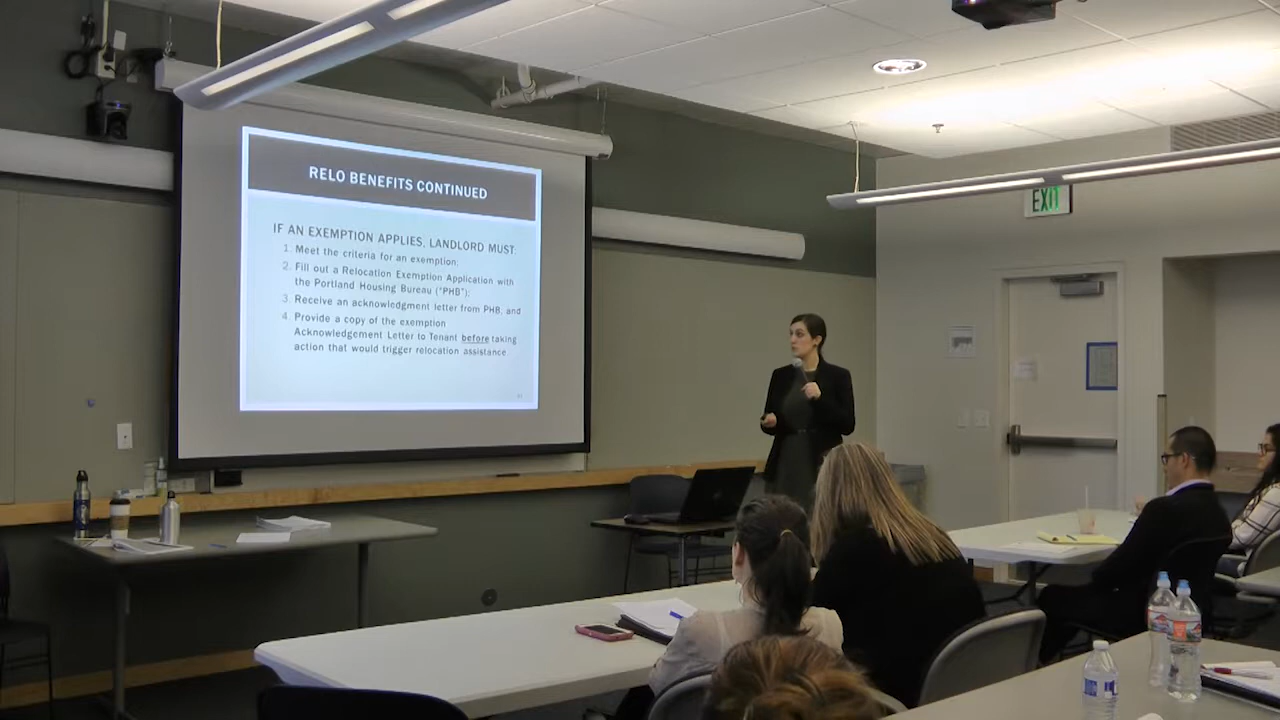 RELO BENEFITS CONTINUED
IF AN EXEMPTION APPLIES, LANDLORD MUST:
1. Meet the criteria for an exemption;
2. Fill out a Relocation Exemption Application with
the Portland Housing Bureau ("PHB");
3. Receive an acknowledgment letter from PHB, and
4. Provide a copy of the exemption
Acknowledgement Letter to Tenant before taking
action that would trigger relocation assistance
EXIT